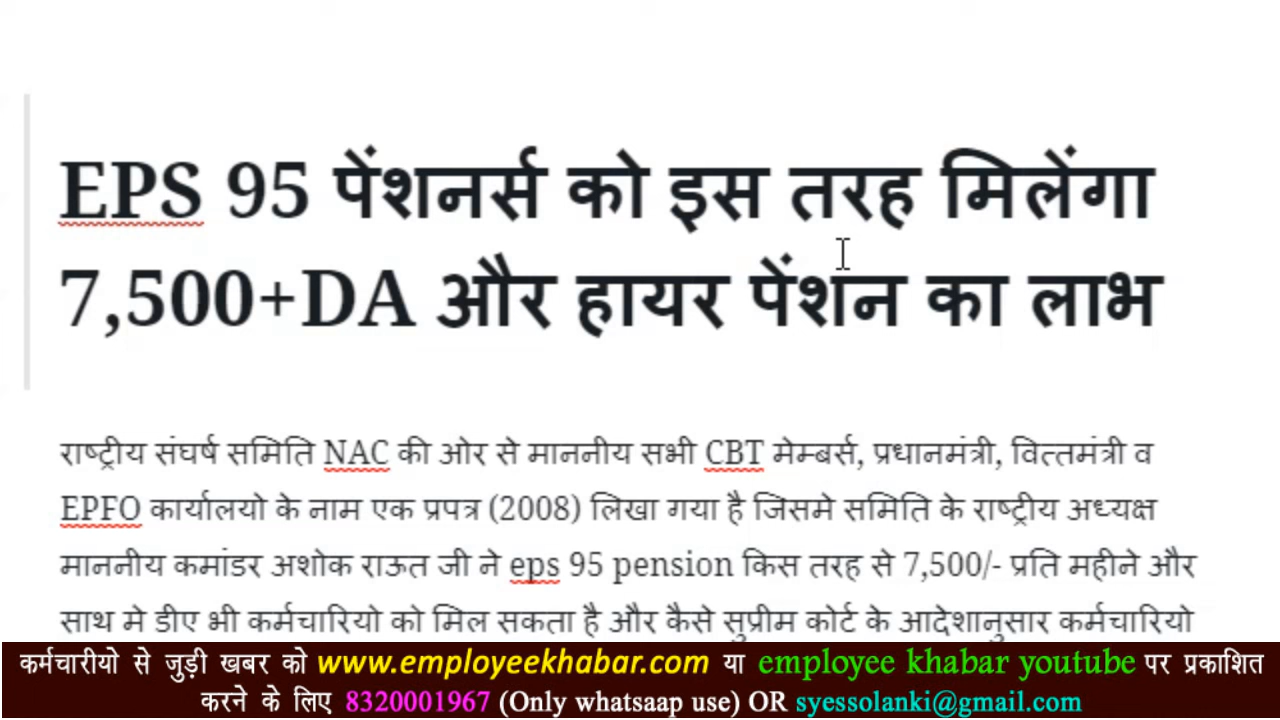 EPS 95 पेंशनर्स को इस तरह मिलेंगा
7,500+DA और हायर पेंशन का लाभ
राष्ट्रीय संघर्ष समिति NAC की ओर से माननीय सभी CBT मेम्बर्स, प्रधानमंत्री, वित्तमंत्री व
EPFO कार्यालयो के नाम एक प्रपत्र (2008) लिखा गया है जिसमे समिति के राष्ट्रीय अध्यक्ष
माननीय कमांडर अशोक राऊत जी ने eps 95 pension किस तरह से 7,500/- प्रति महीने और
साथ मे डीए भी कर्मचारियो को मिल सकता है और कैसे सुप्रीम कोर्ट के आदेशानुसार कर्मचारियो
कर्मचारीयो से जुड़ी खबर को www.employeekhabar.com या employee khabar youtube पर प्रकाशित
करने के लिए 8320001967 (Only whatsaap use) OR syessolanki@gmail.com